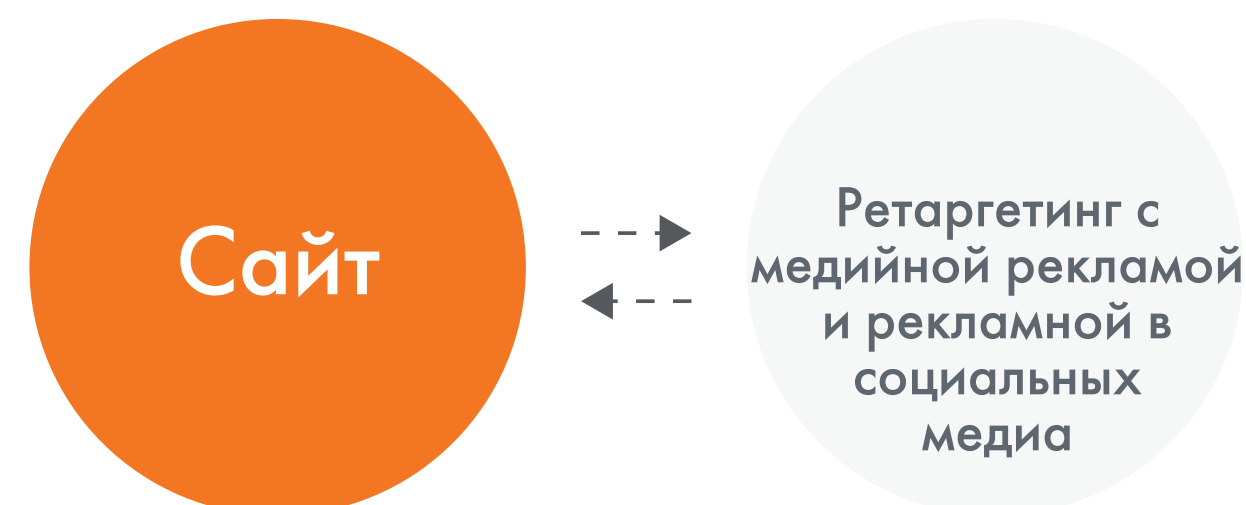 Сайт
Ретаргетинг с
медийной рекламой
и рекламной в
социальных
медиа